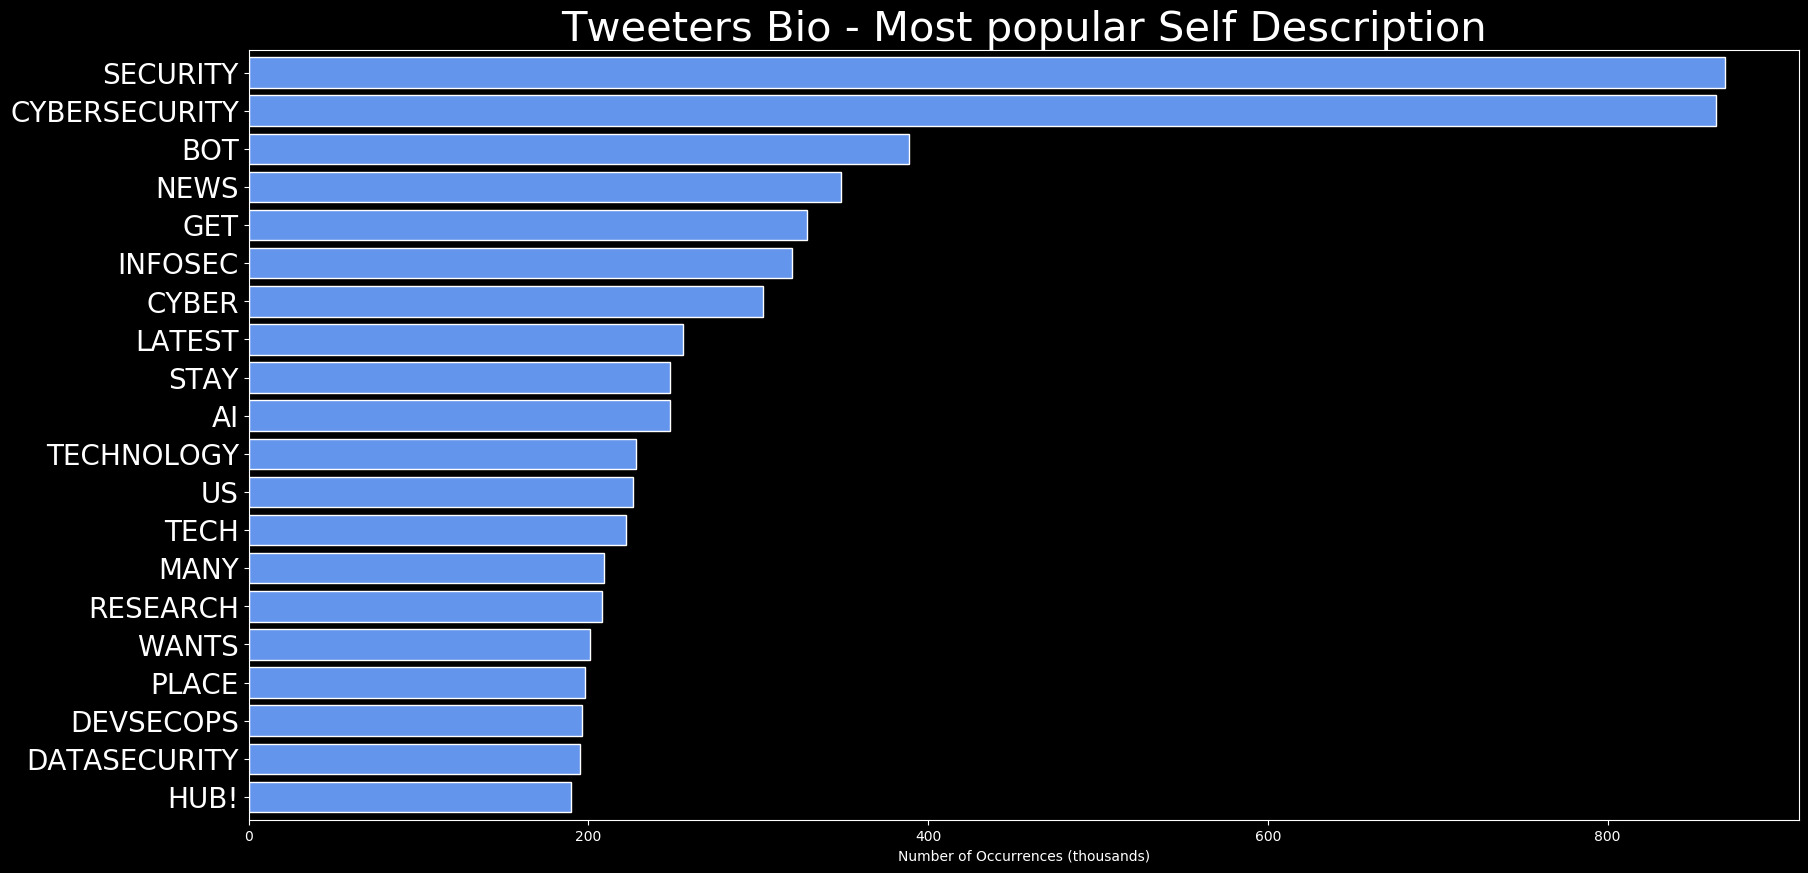 Tweeters Bio - Most popular Self Description
SECURITY
CYBERSECURITY
BOT
NEWS
GET
INFOSEC
CYBER
LATEST
STAY
AI
TECHNOLOGY
US
TECH
MANY
RESEARCH
WANTS
PLACE
DEVSECOPS
DATASECURITY
HUB!
0 200 400 600 800
Number of Occurrences (thousands)